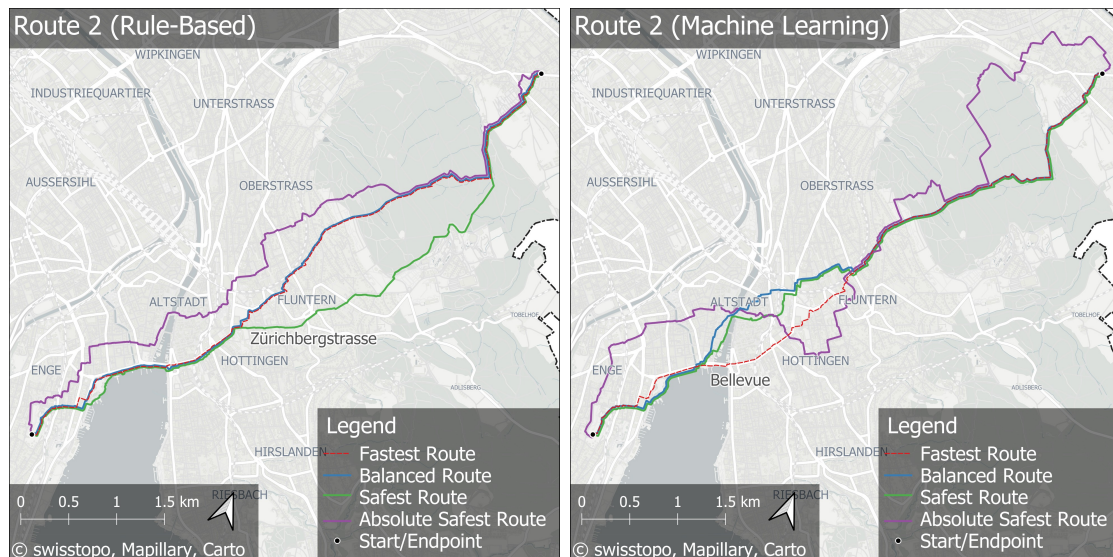 Route 2 (Rule-Based)
WIPKINGEN
INDUSTRIEQUARTIER
UNTERSTRASS
AUSSERSIHL
OBERSTRASS
ALTSTADT
FLUNTERN
TOBELHOF
Zürichbergstrasse
ENGE
HOTTINGEN
ADLISBERG
Legend
HIRSLANDEN
Fastest Route
Balanced Route
RIESBACH
Safest Route
Absolute Safest Route
Start/Endpoint
0 0.5 1 1.5 km
© swisstopo, Mapillary, Carto
Route 2 (Machine Learning)
WIPKINGEN
INDUSTRIEQUARTIER
UNTERSTRASS
AUSSERSIHL
OBERSTRASS
ALTSTADT
FLUNTERN
TOBELHOF
ENGE
HOTTINGEN
Bellevue
ADLISBERG
Legend
HIRSLANDEN
Fastest Route
Balanced Route
RIESBACH
Safest Route
Absolute Safest Route
Start/Endpoint
0 0.5 1 1.5 km
© swisstopo, Mapillary, Carto